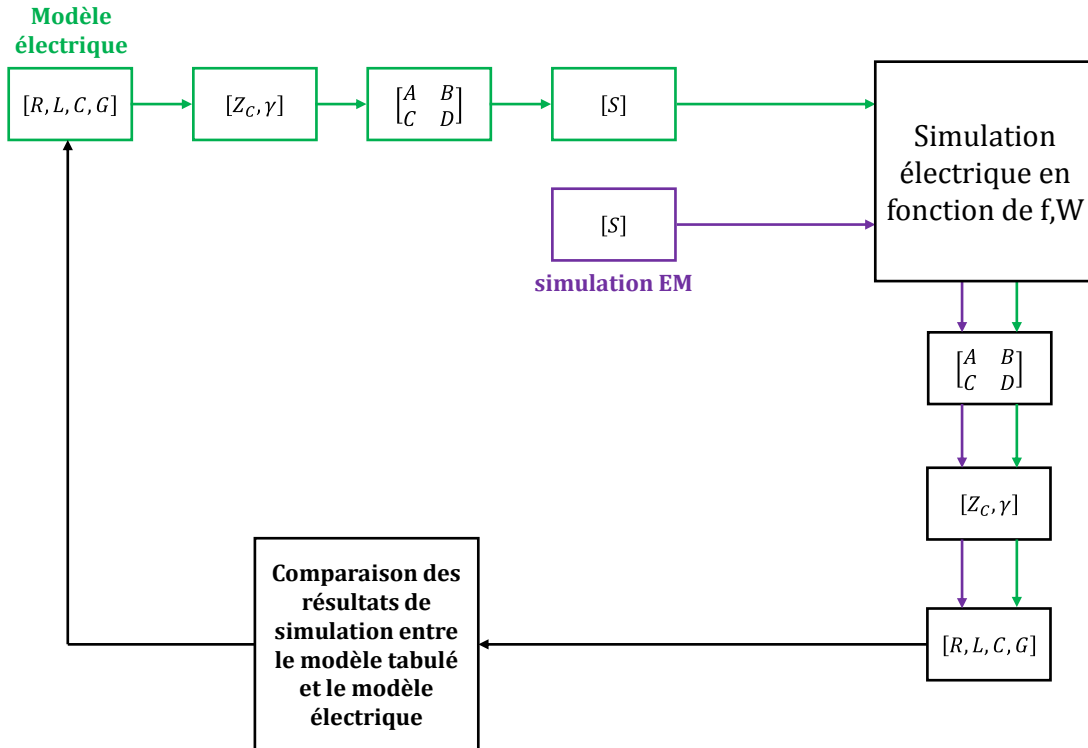 Modèle
électrique
[R, L, C, G]
[Z_C, γ]
[A B
C D]
[S]
Simulation
électrique en
fonction de f,W
[S]
simulation EM
[A B
C D]
[Z_C, γ]
[R, L, C, G]
Comparaison des
résultats de
simulation entre
le modèle tabulé
et le modèle
électrique